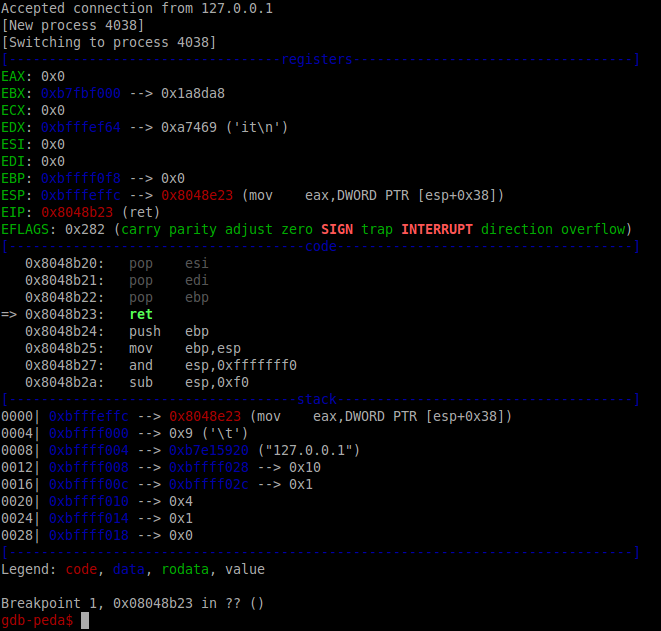 Accepted connection from 127.0.0.1
[New process 4038]
[Switching to process 4038]
[----------------------------------registers-----------------------------------]
EAX: 0x0
EBX: 0xb7fbf000 --> 0x1a8da8
ECX: 0x0
EDX: 0xbfffef64 --> 0xa7469 ('it\n')
ESI: 0x0
EDI: 0x0
EBP: 0xbffff0f8 --> 0x0
ESP: 0xbfffeffc --> 0x8048e23 (mov    eax,DWORD PTR [esp+0x38])
EIP: 0x8048b23 (ret)
EFLAGS: 0x282 (carry parity adjust zero SIGN trap INTERRUPT direction overflow)
[-------------------------------------code-------------------------------------]
   0x8048b20:	pop    esi
   0x8048b21:	pop    edi
   0x8048b22:	pop    ebp
=> 0x8048b23:	ret
   0x8048b24:	push   ebp
   0x8048b25:	mov    ebp,esp
   0x8048b27:	and    esp,0xfffffff0
   0x8048b2a:	sub    esp,0xf0
[------------------------------------stack-------------------------------------]
0000| 0xbfffeffc --> 0x8048e23 (mov    eax,DWORD PTR [esp+0x38])
0004| 0xbffff000 --> 0x9 ('\t')
0008| 0xbffff004 --> 0xb7e15920 ("127.0.0.1")
0012| 0xbffff008 --> 0xbffff028 --> 0x10
0016| 0xbffff00c --> 0xbffff02c --> 0x1
0020| 0xbffff010 --> 0x4
0024| 0xbffff014 --> 0x1
0028| 0xbffff018 --> 0x0
[------------------------------------------------------------------------------]
Legend: code, data, rodata, value

Breakpoint 1, 0x08048b23 in ?? ()
gdb-peda$